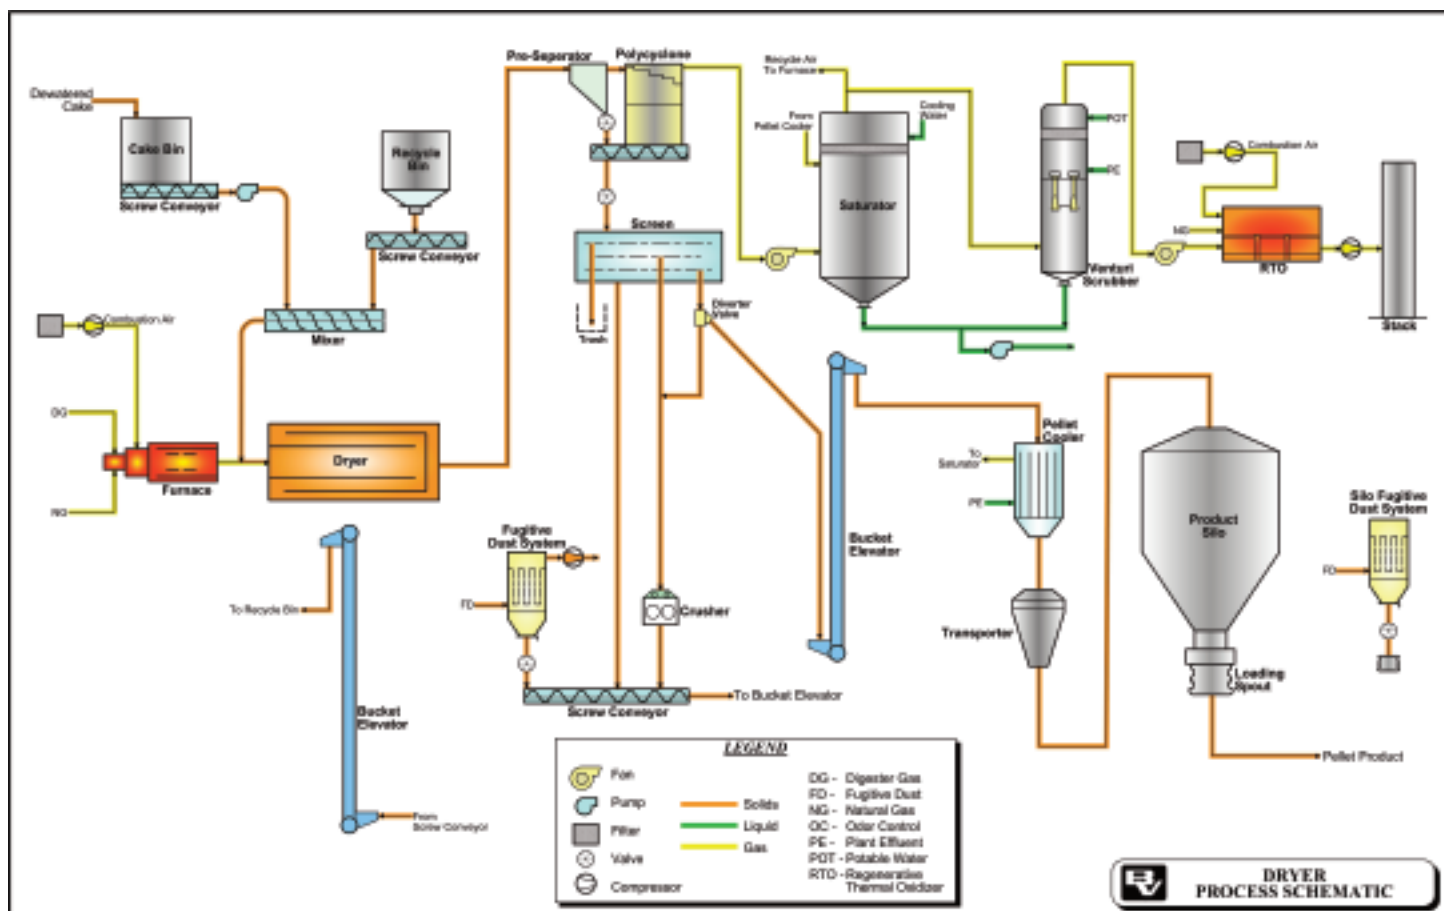 Pre-Seperator
Polycyclone
Recycle Air
To Furnace
Dewatered
Cake
From
Pellet Cooler
Cooling
Water
POT
Cake Bin
Recycle
Bin
Combustion Air
PE
Screw Conveyor
Saturator
Screen
NG
Screw Conveyor
Venturi
Scrubber
RTO
Diverter
Valve
Combustion Air
Mixer
Trash
Stack
DG
Pellet
Cooler
Dryer
To
Saturator
Furnace
PE
NG
Fugitive
Dust System
Bucket
Elevator
Product
Silo
Silo Fugitive
Dust System
FD
To Recycle Bin
FD
Crusher
Transporter
Loading
Spout
To Bucket Elevator
Screw Conveyor
Bucket
Elevator
Pellet Product
From
Screw Conveyor
LEGEND
Fan
Pump
Filter
Valve
Compressor
Solids
Liquid
Gas
DG - Digester Gas
FD - Fugitive Dust
NG - Natural Gas
OC - Odor Control
PE - Plant Effluent
POT - Potable Water
RTO - Regenerative
Thermal Oxidizer
BV
DRYER
PROCESS SCHEMATIC